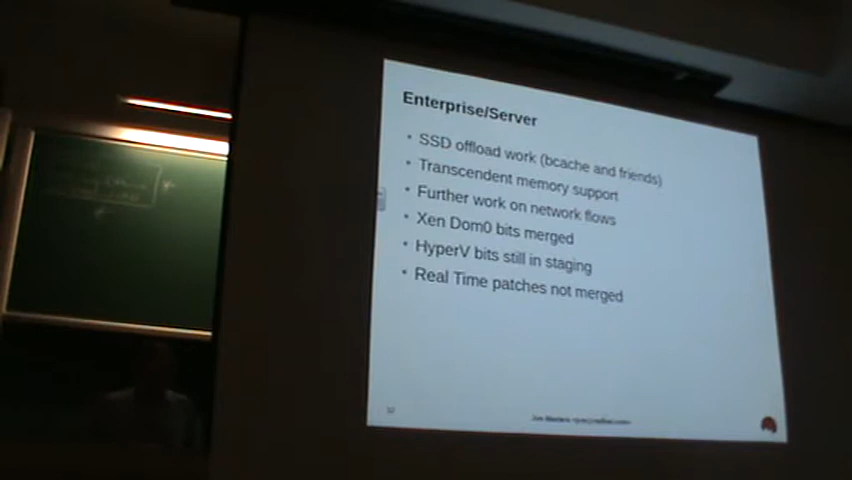 Enterprise/Server
• SSD offload work (bcache and friends)
• Transcendent memory support
• Further work on network flows
• Xen Dom0 bits merged
• HyperV bits still in staging
• Real Time patches not merged